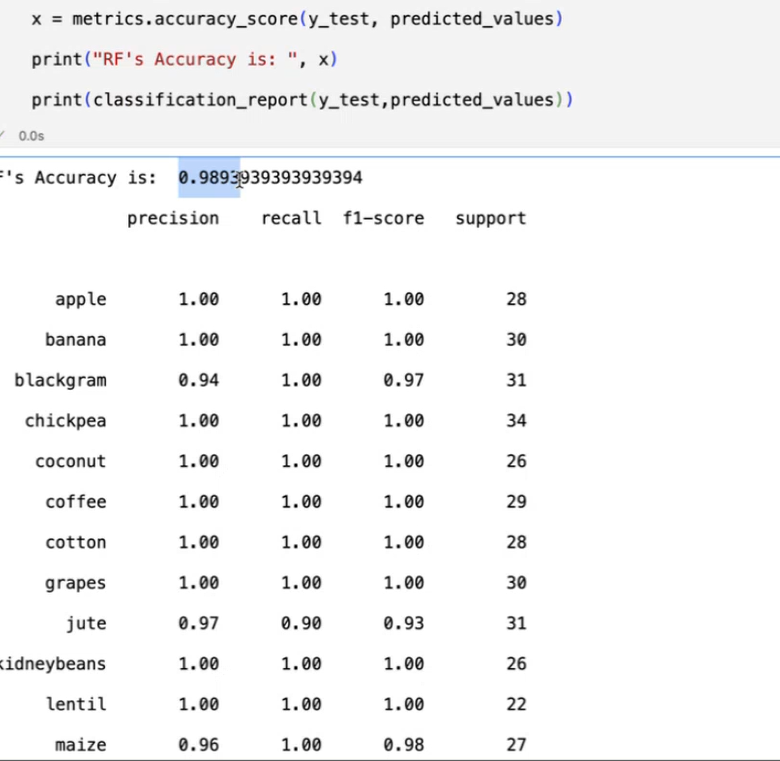 x = metrics.accuracy_score(y_test, predicted_values)
print("RF's Accuracy is: ", x)
print(classification_report(y_test,predicted_values))
0.0s
F's Accuracy is: 0.9893939393939394
precision recall f1-score support
apple 1.00 1.00 1.00 28
banana 1.00 1.00 1.00 30
blackgram 0.94 1.00 0.97 31
chickpea 1.00 1.00 1.00 34
coconut 1.00 1.00 1.00 26
coffee 1.00 1.00 1.00 29
cotton 1.00 1.00 1.00 28
grapes 1.00 1.00 1.00 30
jute 0.97 0.90 0.93 31
kidneybeans 1.00 1.00 1.00 26
lentil 1.00 1.00 1.00 22
maize 0.96 1.00 0.98 27